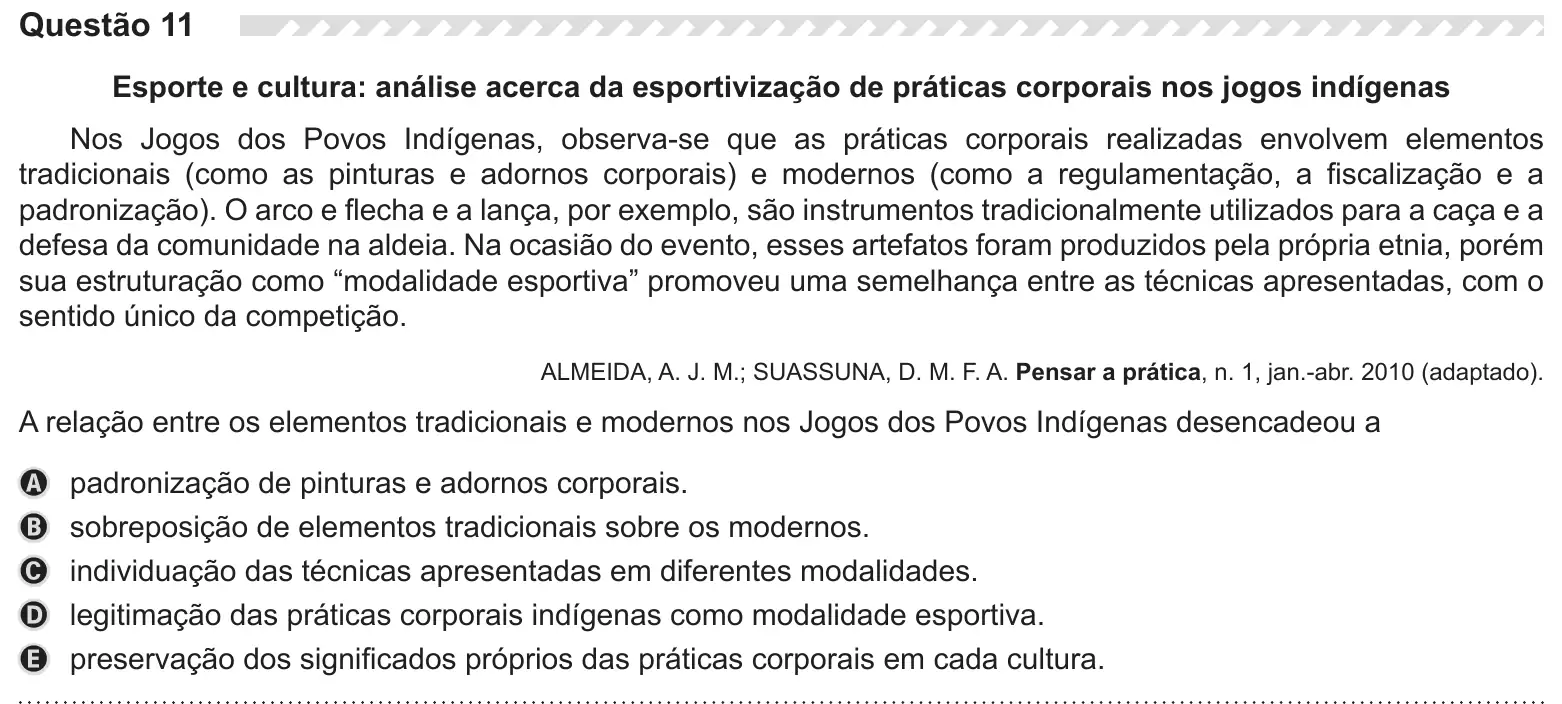 Questão 11
Esporte e cultura: análise acerca da esportivização de práticas corporais nos jogos indígenas
Nos Jogos dos Povos Indígenas, observa-se que as práticas corporais realizadas envolvem elementos
tradicionais (como as pinturas e adornos corporais) e modernos (como a regulamentação, a fiscalização e a
padronização). O arco e flecha e a lança, por exemplo, são instrumentos tradicionalmente utilizados para a caça e a
defesa da comunidade na aldeia. Na ocasião do evento, esses artefatos foram produzidos pela própria etnia, porém
sua estruturação como “modalidade esportiva” promoveu uma semelhança entre as técnicas apresentadas, com o
sentido único da competição.
ALMEIDA, A. J. M.; SUASSUNA, D. M. F. A. Pensar a prática, n. 1, jan.-abr. 2010 (adaptado).
A relação entre os elementos tradicionais e modernos nos Jogos dos Povos Indígenas desencadeou a
A padronização de pinturas e adornos corporais.
B sobreposição de elementos tradicionais sobre os modernos.
C individuação das técnicas apresentadas em diferentes modalidades.
D legitimação das práticas corporais indígenas como modalidade esportiva.
E preservação dos significados próprios das práticas corporais em cada cultura.